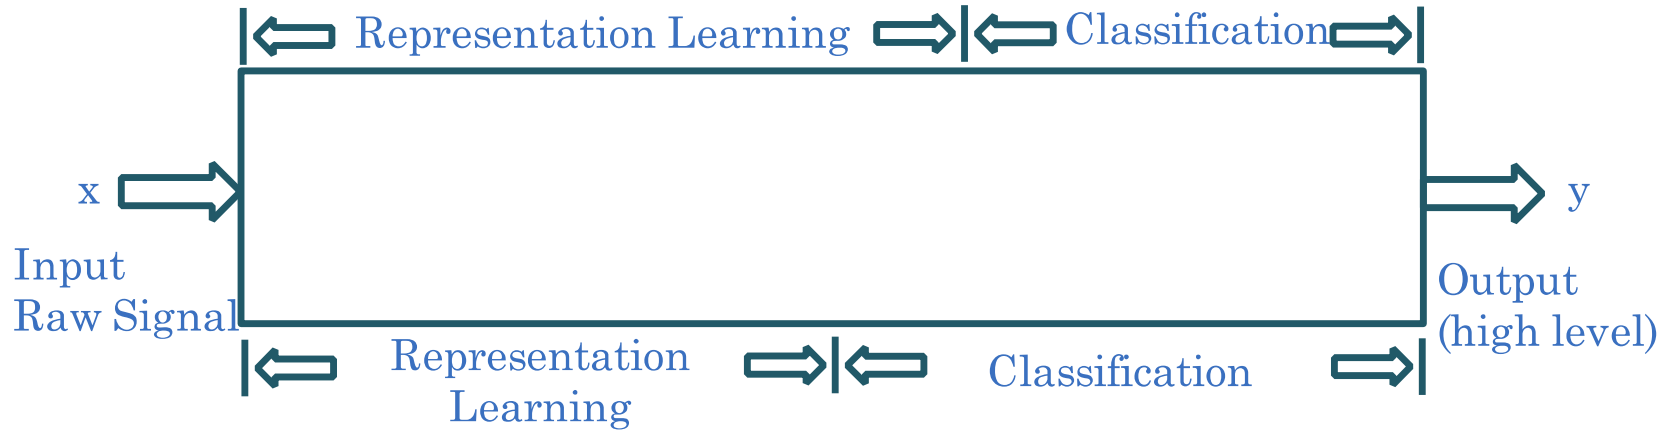 Representation Learning
Classification
x
y
Input
Raw Signal
Output
(high level)
Representation
Learning
Classification